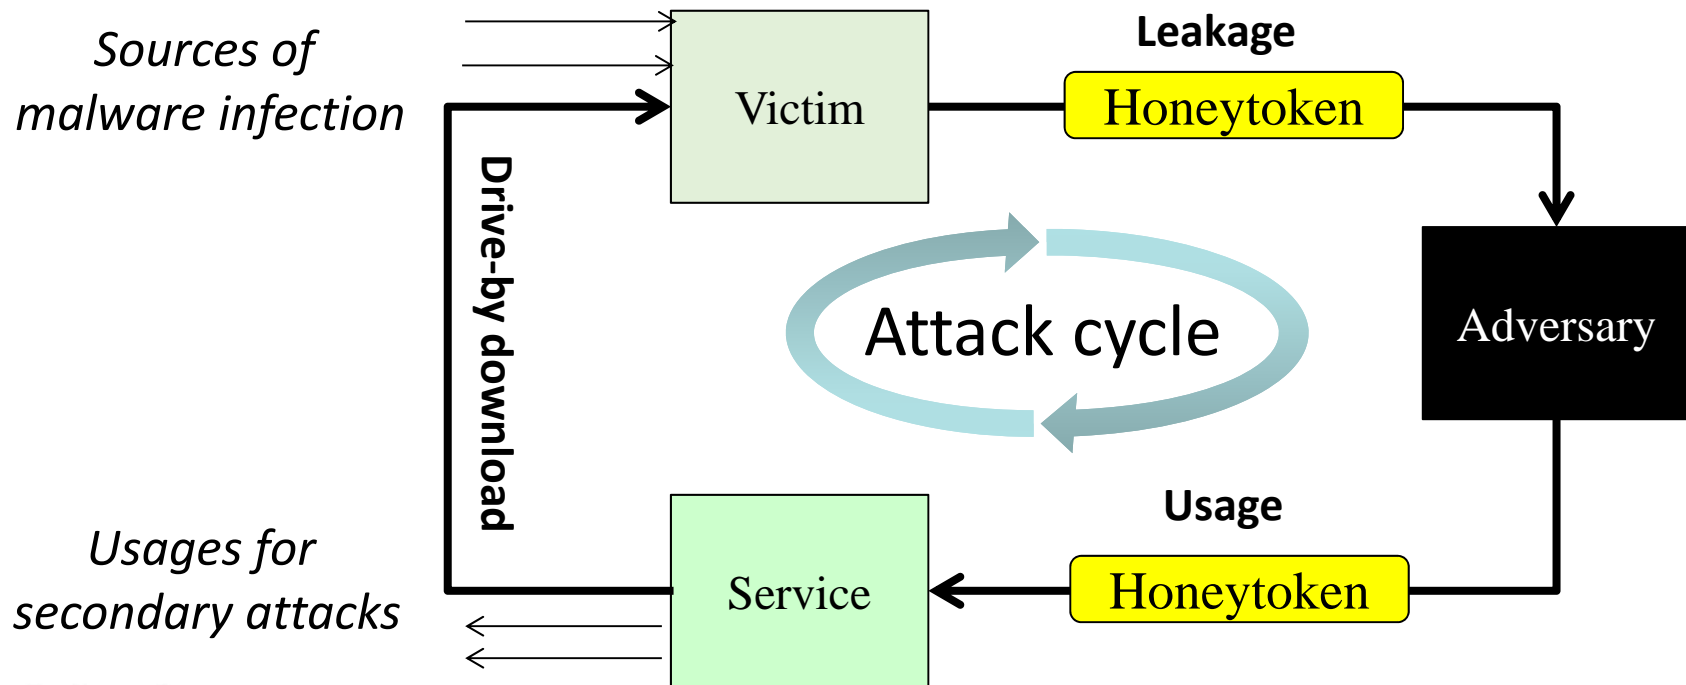 Sources of
malware infection
Victim
Leakage
Honeytoken
Drive-by download
Attack cycle
Adversary
Usages for
secondary attacks
Service
Usage
Honeytoken